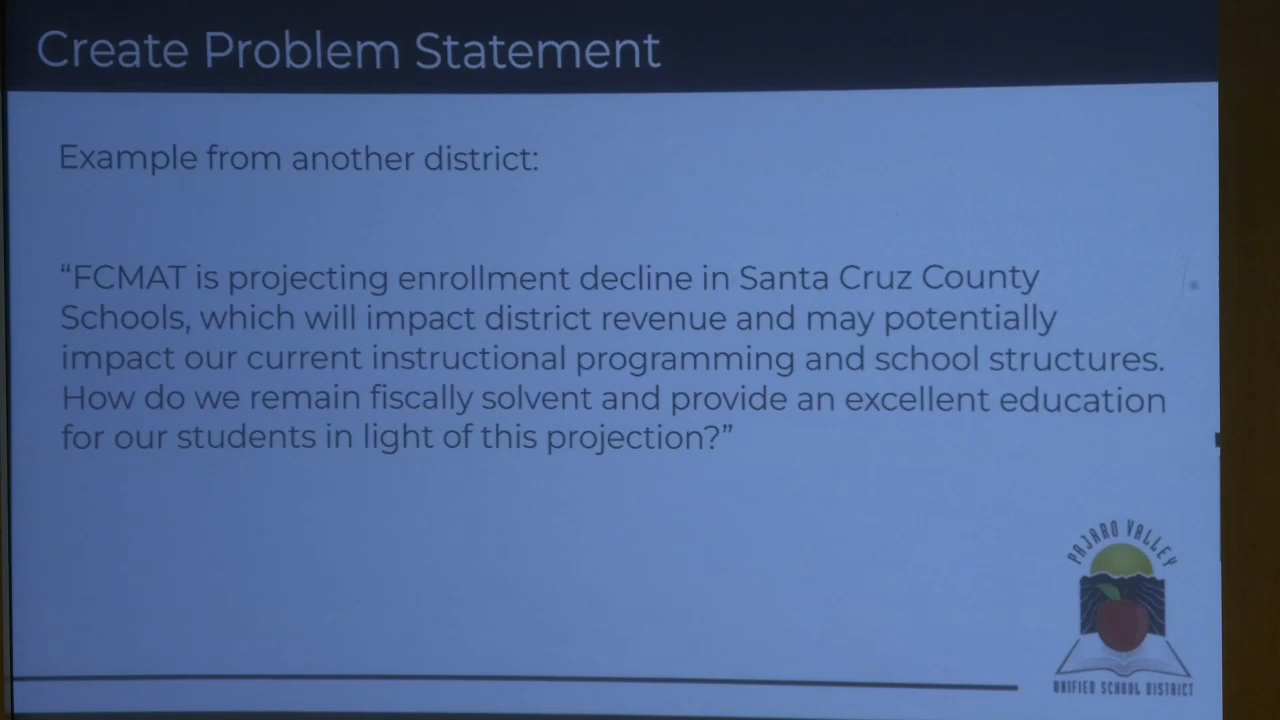 Create Problem Statement
Example from another district:
“FCMAT is projecting enrollment decline in Santa Cruz County
Schools, which will impact district revenue and may potentially
impact our current instructional programming and school structures.
How do we remain fiscally solvent and provide an excellent education
for our students in light of this projection?”
PAJARO VALLEY
UNIFIED SCHOOL DISTRICT